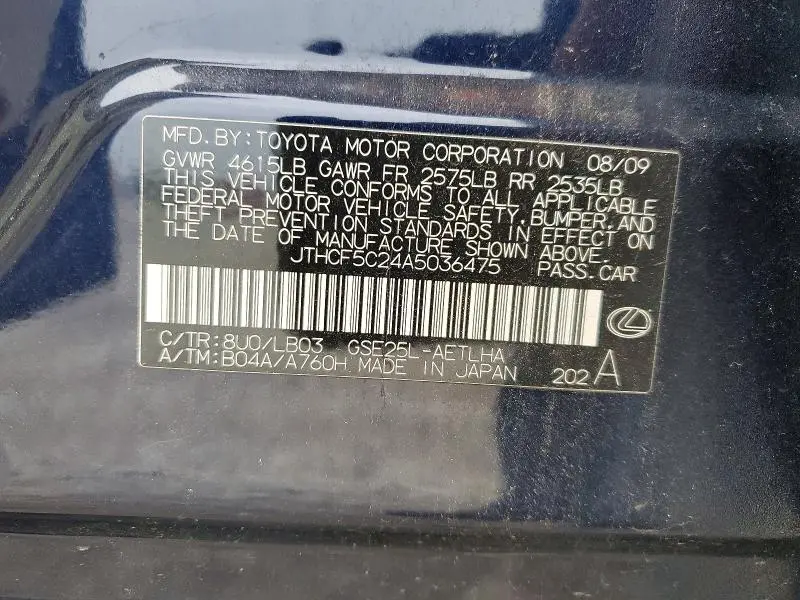 MFD. BY: TOYOTA MOTOR CORPORATION 08/09
GVWR 4615LB GAWR FR 2575LB RR 2535LB
THIS VEHICLE CONFORMS TO ALL APPLICABLE
FEDERAL MOTOR VEHICLE SAFETY, BUMPER, AND
THEFT PREVENTION STANDARDS IN EFFECT ON
THE DATE OF MANUFACTURE SHOWN ABOVE.
JTHCF5C24A5036475 PASS. CAR
C/TR: 8U0/LB03 GSE25L-AETLHA
A/TM: B04A/A760H MADE IN JAPAN 202 A